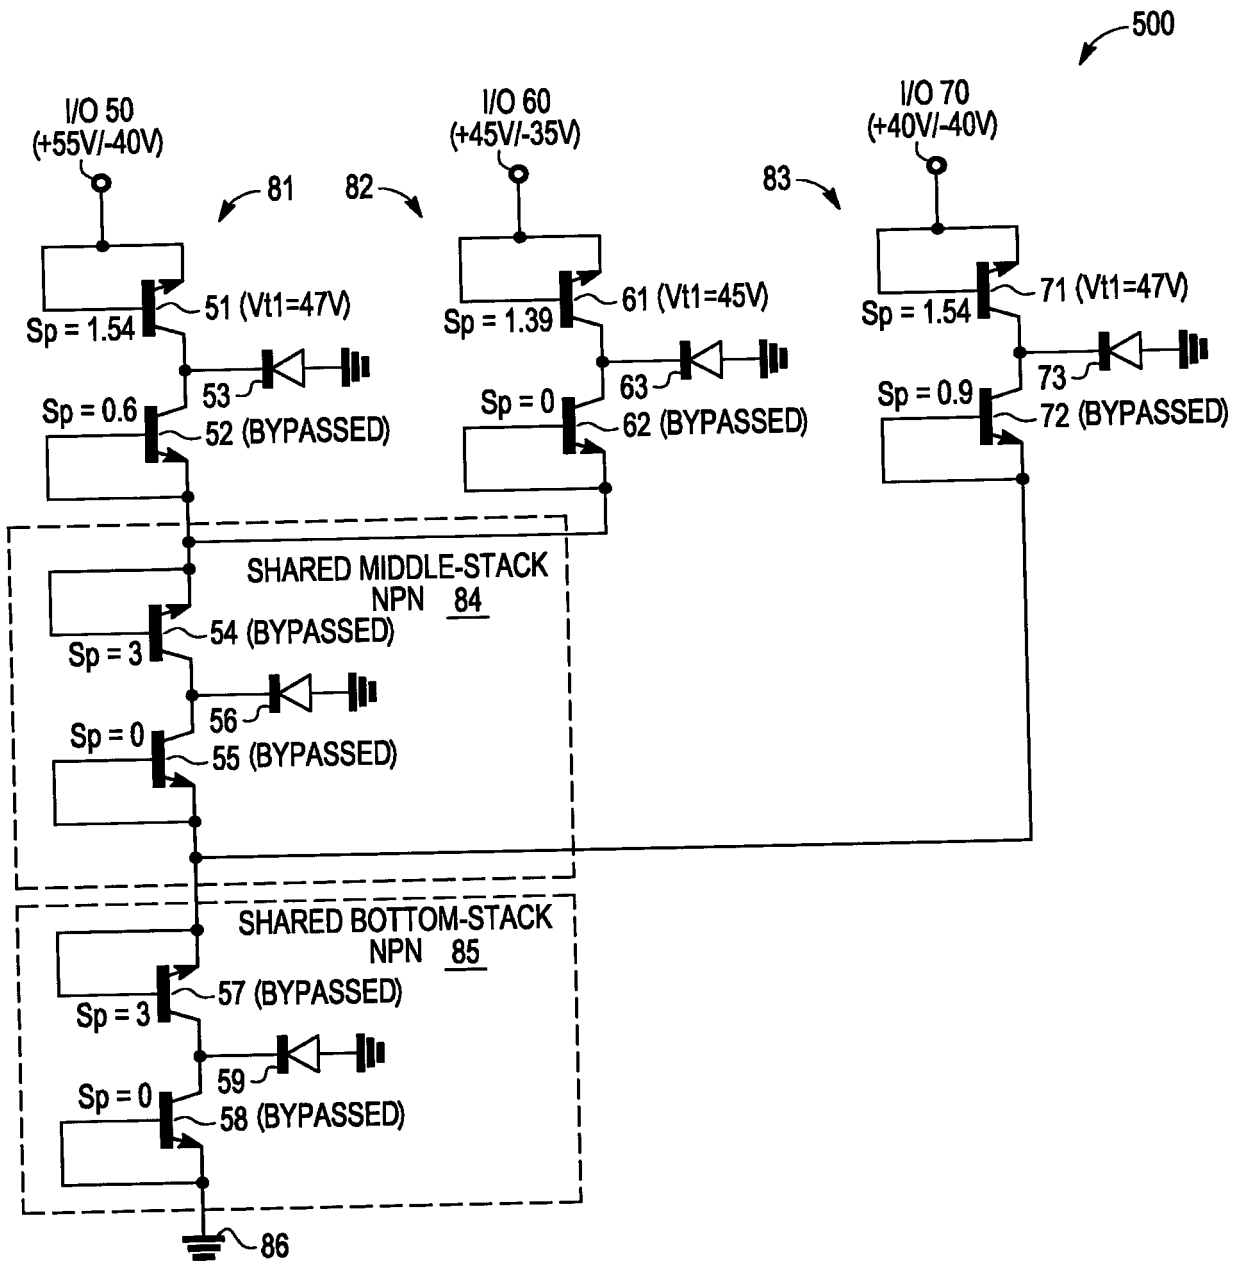 500
I/O 50
(+55V/-40V)
I/O 60
(+45V/-35V)
I/O 70
(+40V/-40V)
81
82
83
51 (Vt1=47V)
Sp = 1.54
61 (Vt1=45V)
Sp = 1.39
71 (Vt1=47V)
Sp = 1.54
53
63
73
Sp = 0.6
52 (BYPASSED)
Sp = 0
62 (BYPASSED)
Sp = 0.9
72 (BYPASSED)
SHARED MIDDLE-STACK
NPN 84
54 (BYPASSED)
Sp = 3
56
Sp = 0
55 (BYPASSED)
SHARED BOTTOM-STACK
NPN 85
57 (BYPASSED)
Sp = 3
59
Sp = 0
58 (BYPASSED)
86